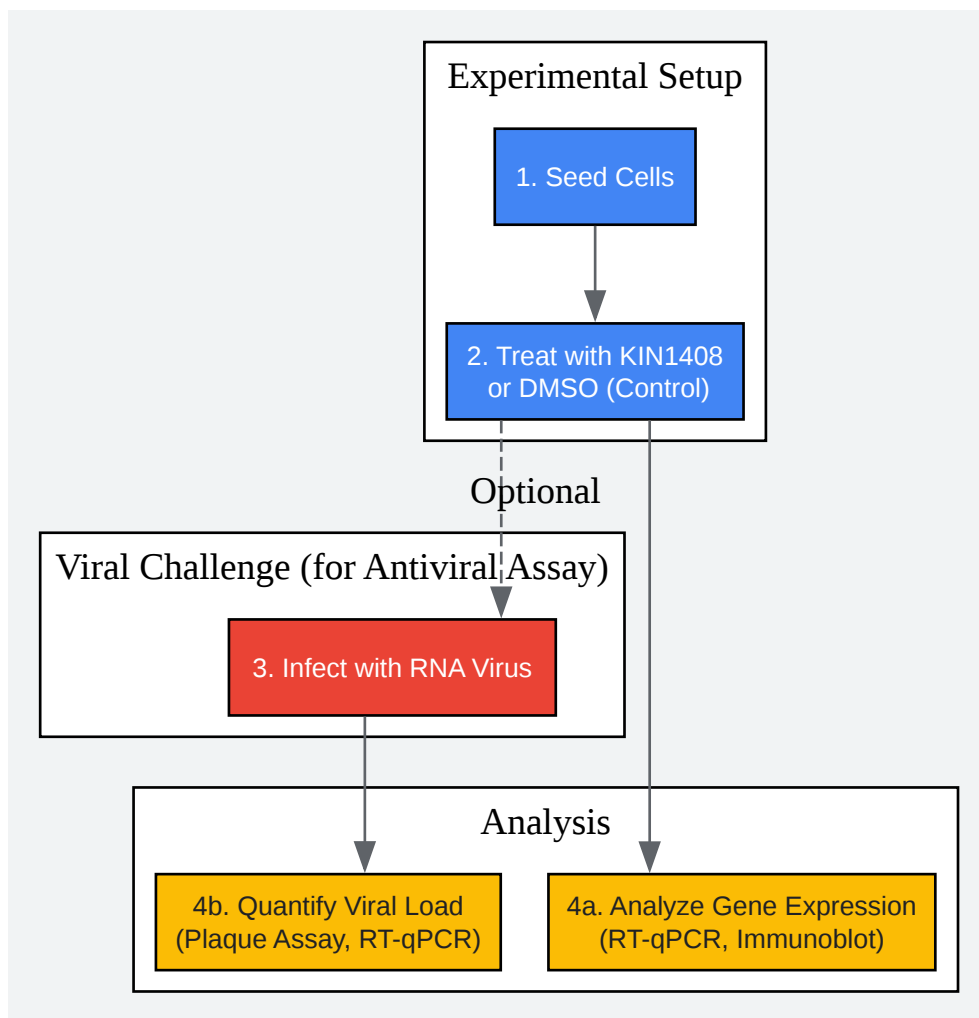 Experimental Setup
1. Seed Cells
2. Treat with KIN1408
or DMSO (Control)
Optional
Viral Challenge (for Antiviral Assay)
3. Infect with RNA Virus
Analysis
4b. Quantify Viral Load
(Plaque Assay, RT-qPCR)
4a. Analyze Gene Expression
(RT-qPCR, Immunoblot)